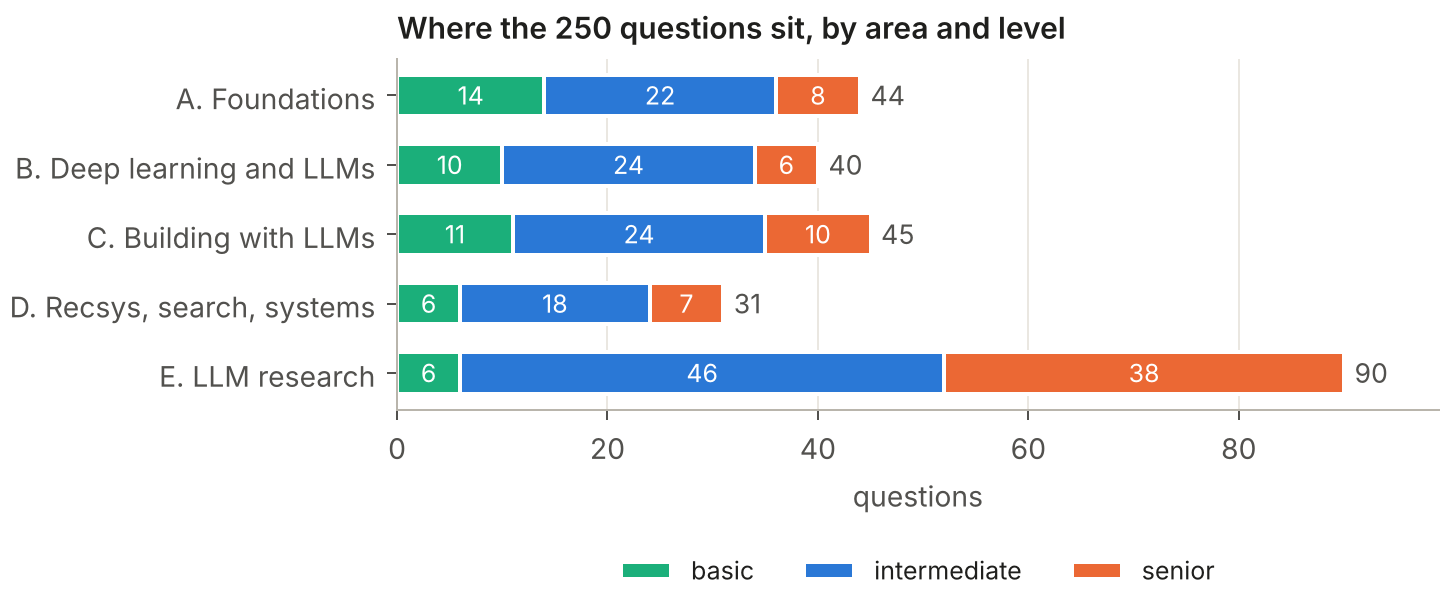 Where the 250 questions sit, by area and level
A. Foundations 14 22 8 44
B. Deep learning and LLMs 10 24 6 40
C. Building with LLMs 11 24 10 45
D. Recsys, search, systems 6 18 7 31
E. LLM research 6 46 38 90
0 20 40 60 80
questions
basic intermediate senior